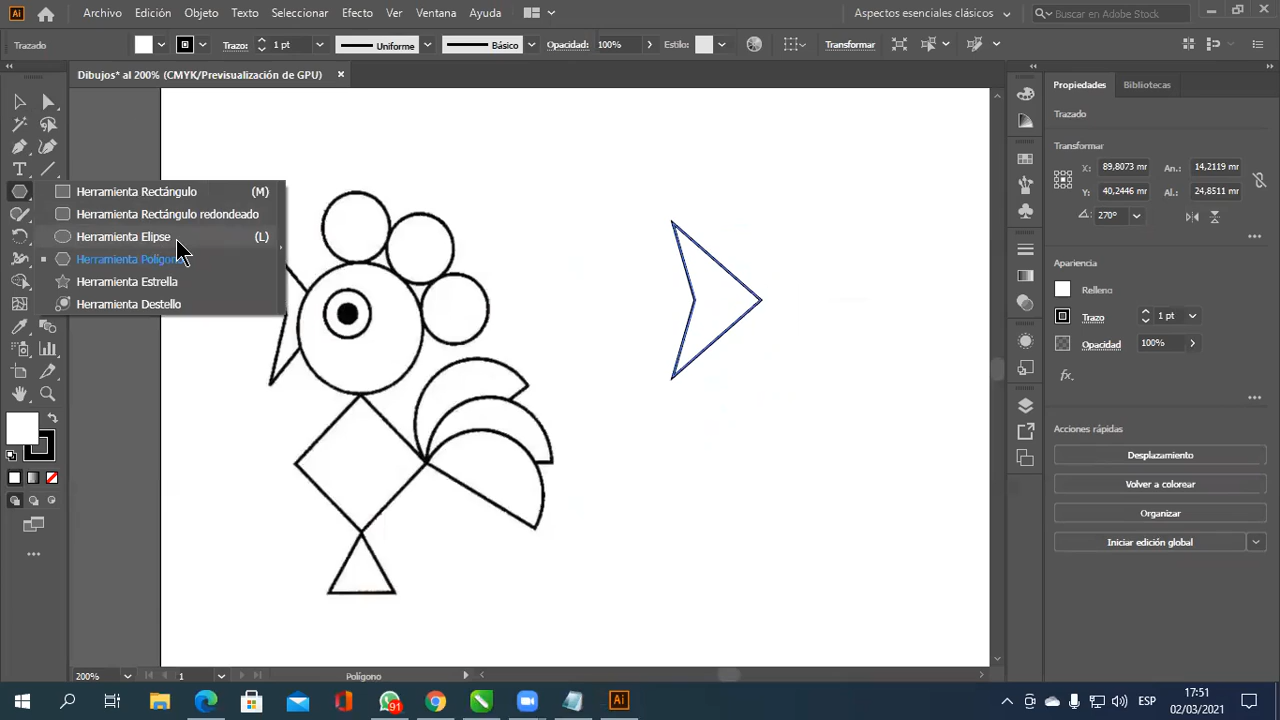 Ai Archivo Edición Objeto Texto Seleccionar Efecto Ver Ventana Ayuda Aspectos esenciales clásicos Buscar en Adobe Stock
Trazado Trazo: 1 pt Uniforme Básico Opacidad: 100% Estilo: Transformar
Dibujos* al 200% (CMYK/Previsualización de GPU)
Herramienta Rectángulo (M)
Herramienta Rectángulo redondeado
Herramienta Elipse (L)
Herramienta Polígono
Herramienta Estrella
Herramienta Destello
Propiedades Bibliotecas
Trazado
Transformar
X: 89,8073 mr An: 14,2119 mr
Y: 40,2446 mr Al.: 24,8511 mr
270°
Apariencia
Relleno
Trazo 1 pt
Opacidad 100%
fx.
Acciones rápidas
Desplazamiento
Volver a colorear
Organizar
Iniciar edición global
200% 1 Polígono
91 Ai ESP 17:51
02/03/2021